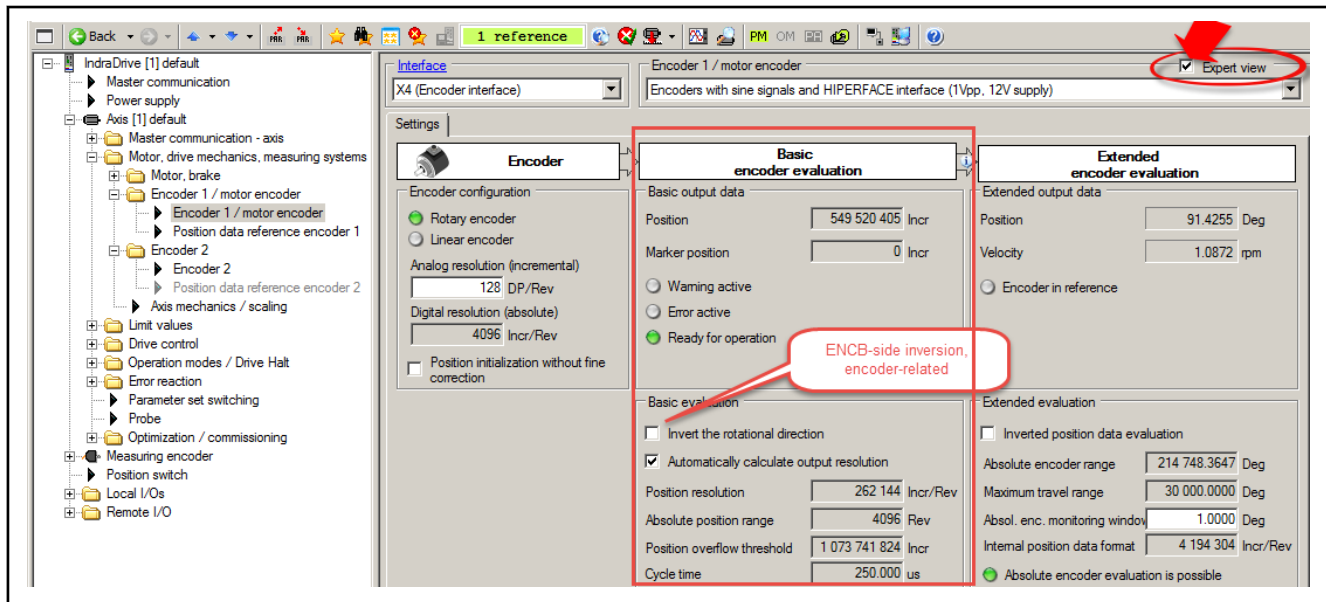 Back
1 reference
PM OM
IndraDrive [1] default
Master communication
Power supply
Axis [1] default
Master communication - axis
Motor, drive mechanics, measuring systems
Motor, brake
Encoder 1 / motor encoder
Encoder 1 / motor encoder
Position data reference encoder 1
Encoder 2
Encoder 2
Position data reference encoder 2
Axis mechanics / scaling
Limit values
Drive control
Operation modes / Drive Halt
Error reaction
Parameter set switching
Probe
Optimization / commissioning
Measuring encoder
Position switch
Local I/Os
Remote I/O
Interface
X4 (Encoder interface)
Encoder 1 / motor encoder
Expert view
Encoders with sine signals and HIPERFACE interface (1Vpp, 12V supply)
Settings
Encoder
Encoder configuration
Rotary encoder
Linear encoder
Analog resolution (incremental)
128 DP/Rev
Digital resolution (absolute)
4096 Incr/Rev
Position initialization without fine
correction
Basic
encoder evaluation
Basic output data
Position 549 520 405 Incr
Marker position 0 Incr
Warning active
Error active
Ready for operation
ENCB-side inversion,
encoder-related
Basic evaluation
Invert the rotational direction
Automatically calculate output resolution
Position resolution 262 144 Incr/Rev
Absolute position range 4096 Rev
Position overflow threshold 1 073 741 824 Incr
Cycle time 250.000 us
Extended
encoder evaluation
Extended output data
Position 91.4255 Deg
Velocity 1.0872 rpm
Encoder in reference
Extended evaluation
Inverted position data evaluation
Absolute encoder range 214 748.3647 Deg
Maximum travel range 30 000.0000 Deg
Absol. enc. monitoring window 1.0000 Deg
Internal position data format 4 194 304 Incr/Rev
Absolute encoder evaluation is possible